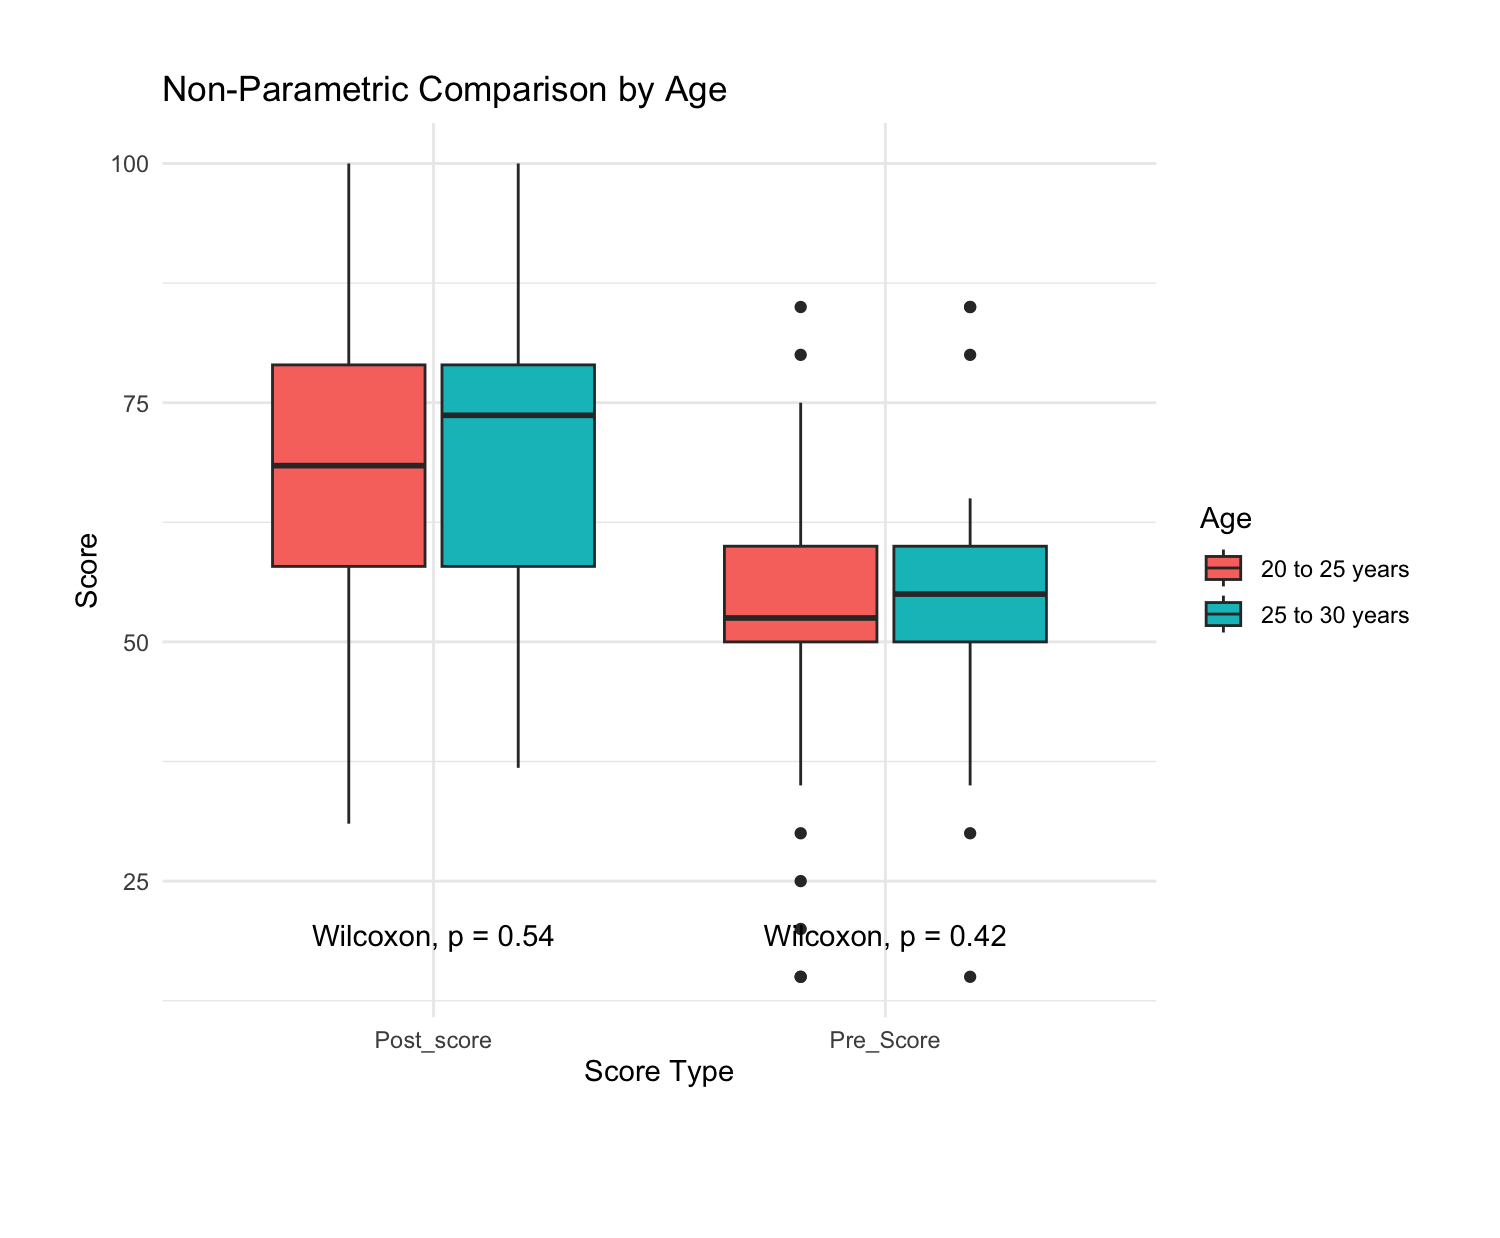 Non-Parametric Comparison by Age
100
75
50
25
Score
Wilcoxon, p = 0.54
Wilcoxon, p = 0.42
Post_score
Pre_Score
Score Type
Age
20 to 25 years
25 to 30 years